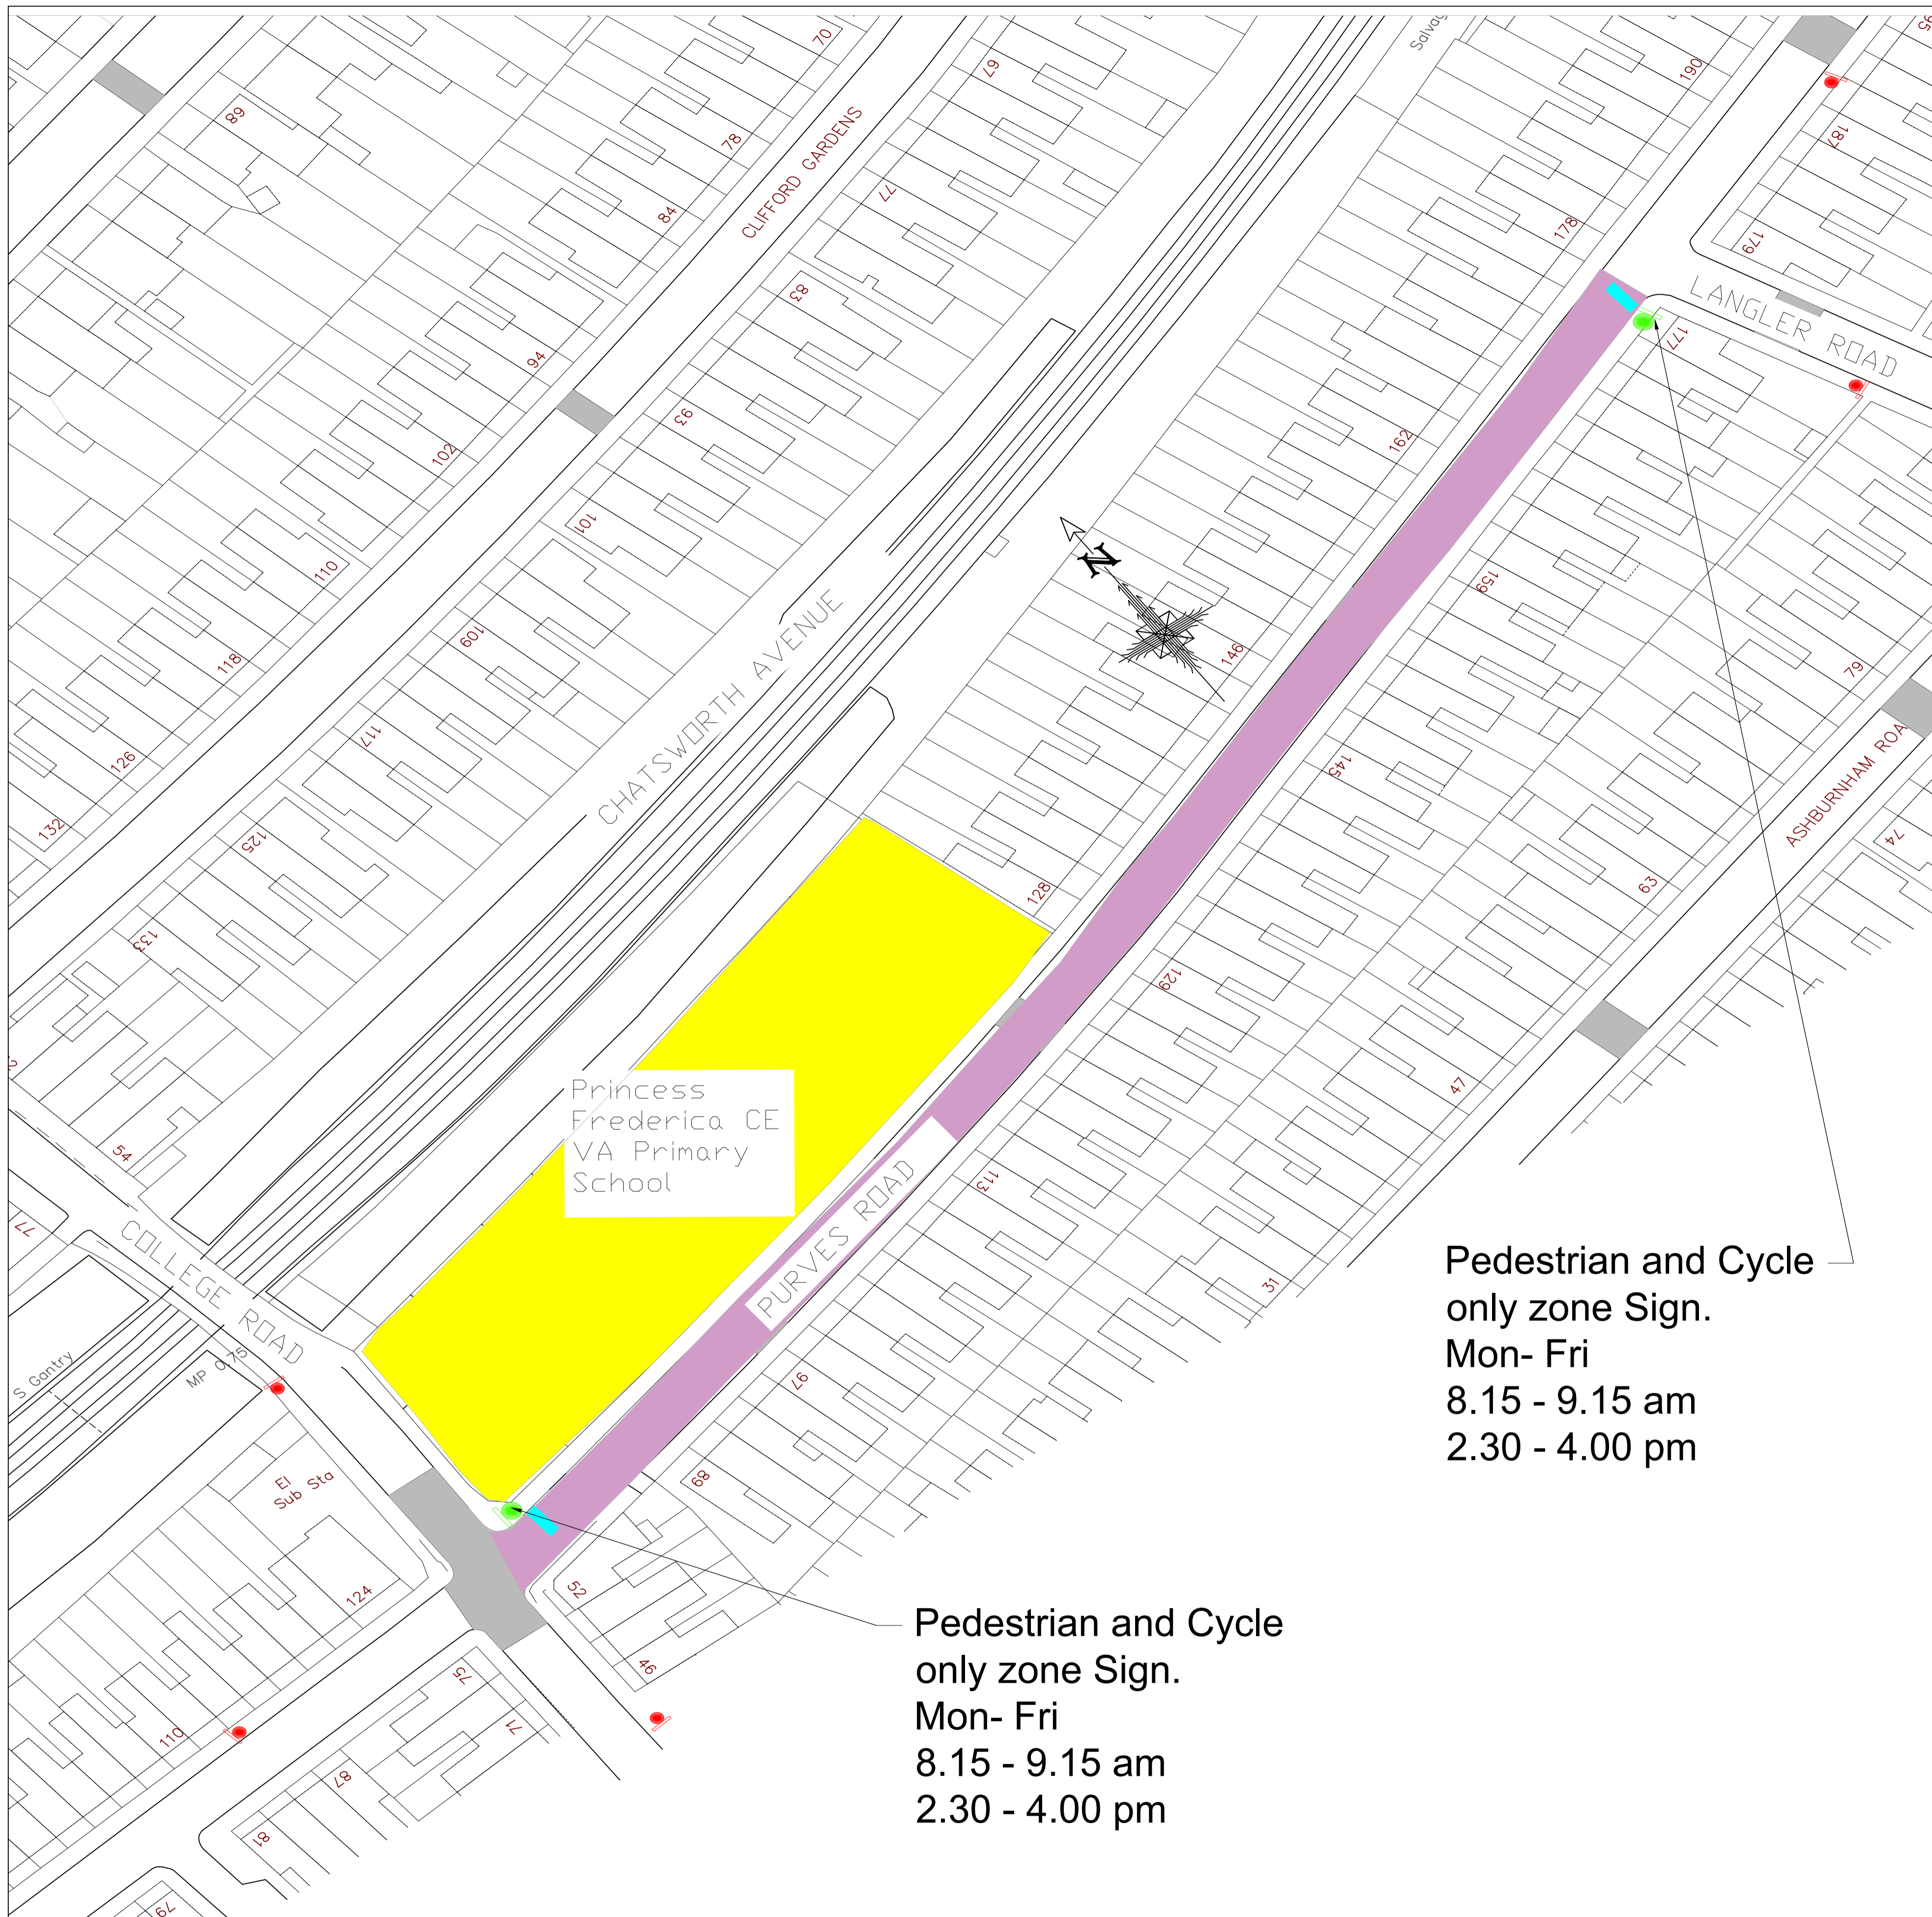 70
67
Salvag
190
95
89
78
CLIFFORD GARDENS
187
77
84
178
179
83
LANGLER ROAD
177
94
93
102
162
101
110
N
159
109
146
118
CHATSWORTH AVENUE
79
117
126
145
ASHBURNHAM ROA
132
125
74
128
63
133
129
Princess
Frederica CE
VA Primary
School
47
54
113
PURVES ROAD
77
COLLEGE ROAD
31
Pedestrian and Cycle
only zone Sign.
Mon- Fri
8.15 - 9.15 am
2.30 - 4.00 pm
S Gantry
MP 0.75
97
El
Sub Sta
89
124
52
Pedestrian and Cycle
only zone Sign.
Mon- Fri
8.15 - 9.15 am
2.30 - 4.00 pm
46
75
71
110
87
81
79